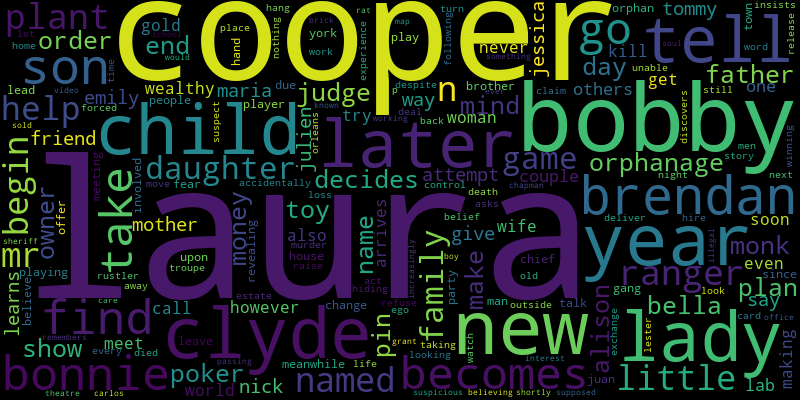 cooper
laura
bobby
lady
new
year
child
later
clyde
tell
brendan
bonnie
becomes
find
go
take
son
plant
begin
mr
help
daughter
little
ranger
family
named
show
order
end
judge
n
game
mind
day
father
orphanage
monk
plan
bella
alison
pin
poker
toy
decides
name
money
owner
julien
jessica
tommy
gold
hand
emily
wealthy
maria
way
try
woman
never
kill
get
others
one
friend
mother
attempt
couple
give
wife
make
also
arrives
however
call
meet
nick
world
learns
believe
soon
even
say
lab
making
juan
talk
party
man
chief
old
house
murder
revealing
upon
troupe
rustler
away
playing
involved
offer
fear
move
accidentally
loss
control
death
belief
asks
chapman
boy
ego
change
estate
act
hiding
raise
increasingly
refuse
grant
taking
looking
watch
interest
outside
gang
exchange
lester
look
card
office
since
illegal
deliver
hire
night
story
next
winning
men
still
discovers
claim
unable
word
soul
town
insists
release
orphan
rat
map
turn
hang
place
nothing
york
work
brick
play
experience
following
something
despite
brother
p
deal
back
working
known
player
due
orleans
people
suspect
forced
would
lead
home
video
time
sold
meeting
sheriff
remembers
care
every
died
leave
theatre
carlos
passing
meanwhile
life
suspicious
believing
shortly
supposed